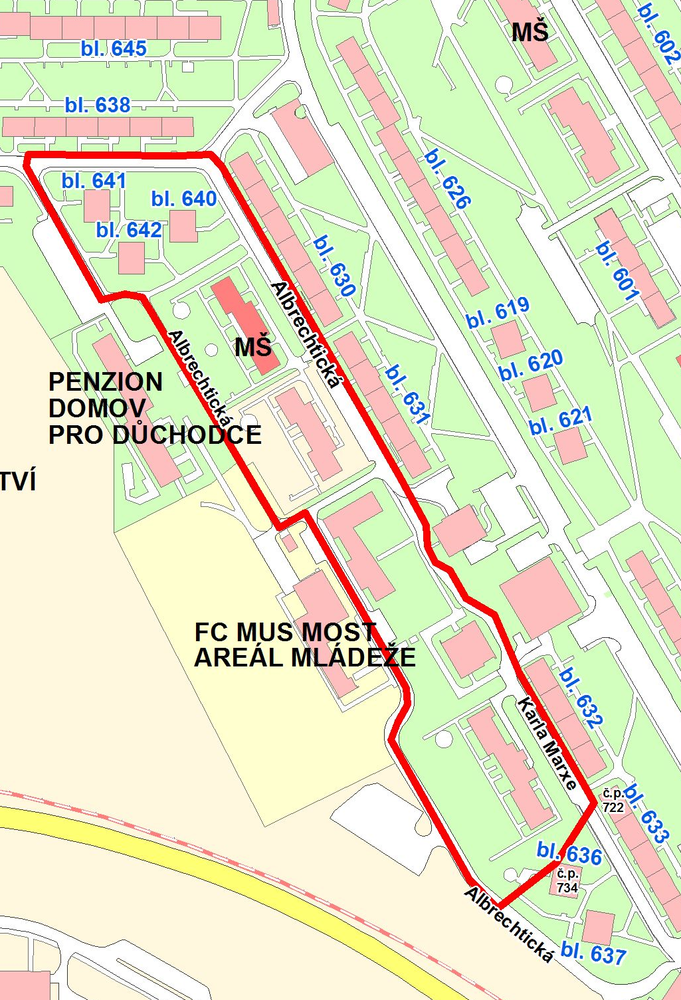 MŠ
bl. 602
bl. 645
bl. 638
bl. 626
bl. 641
bl. 640
bl. 642
bl. 630
bl. 601
Albrechtická
bl. 619
Albrechtická
MŠ
bl. 620
PENZION
DOMOV
PRO DŮCHODCE
bl. 631
bl. 621
TVÍ
FC MUS MOST
AREÁL MLÁDEŽE
bl. 632
Karla Marxe
č.p.
722
bl. 633
bl. 636
č.p.
734
Albrechtická
bl. 637